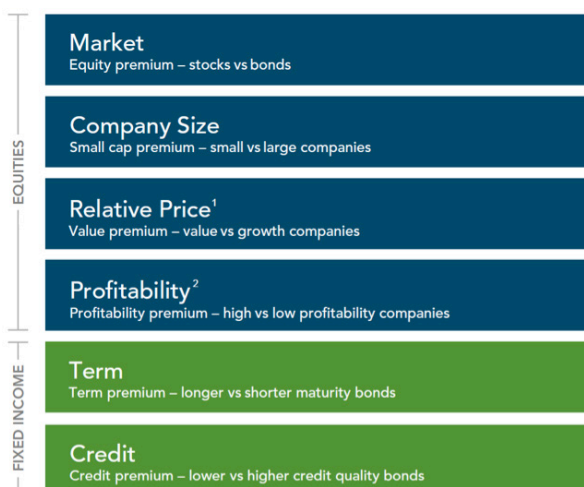 EQUITIES
Market
Equity premium – stocks vs bonds
Company Size
Small cap premium – small vs large companies
Relative Price¹
Value premium – value vs growth companies
Profitability²
Profitability premium – high vs low profitability companies
FIXED INCOME
Term
Term premium – longer vs shorter maturity bonds
Credit
Credit premium – lower vs higher credit quality bonds